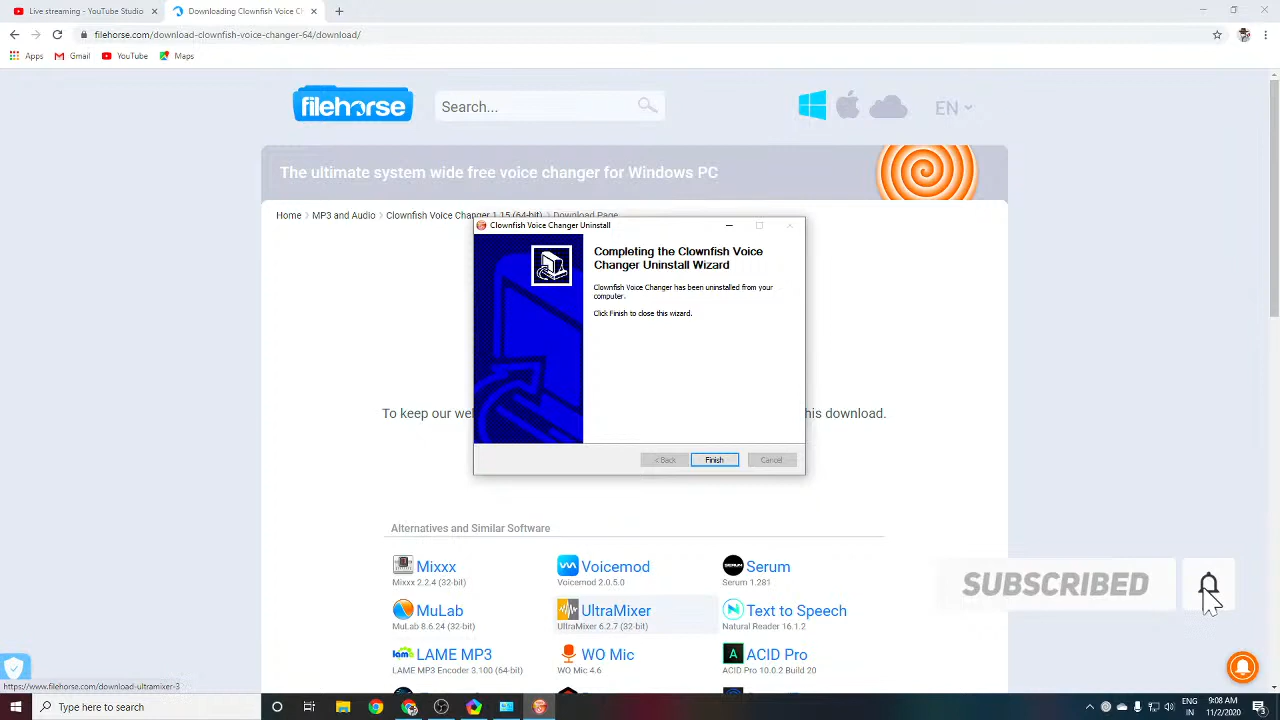 Live streaming - YouTube Studio
Downloading Clownfish Voice C
filehorse.com/download-clownfish-voice-changer-64/download/
Apps Gmail YouTube Maps
filehorse
Search...
EN
The ultimate system wide free voice changer for Windows PC
Home > MP3 and Audio > Clownfish Voice Changer 1.15 (64-bit) > Download Page
Clownfish Voice Changer Uninstall
Completing the Clownfish Voice
Changer Uninstall Wizard
Clownfish Voice Changer has been uninstalled from your
computer.
Click Finish to close this wizard.
To keep our we
his download.
< Back Finish Cancel
Alternatives and Similar Software
Mixxx
Mixxx 2.2.4 (32-bit)
Voicemod
Voicemod 2.0.5.0
SERUM
Serum
Serum 1.281
MuLab
MuLab 8.6.24 (32-bit)
UltraMixer
UltraMixer 6.2.7 (32-bit)
Text to Speech
Natural Reader 16.1.2
LAME MP3
LAME MP3 Encoder 3.100 (64-bit)
WO Mic
WO Mic 4.6
ACID Pro
ACID Pro 10.0.2 Build 20
SUBSCRIBED
https://www.filehorse.com/download-ultramixer-3
Type here to search
ENG
IN
9:08 AM
11/2/2020